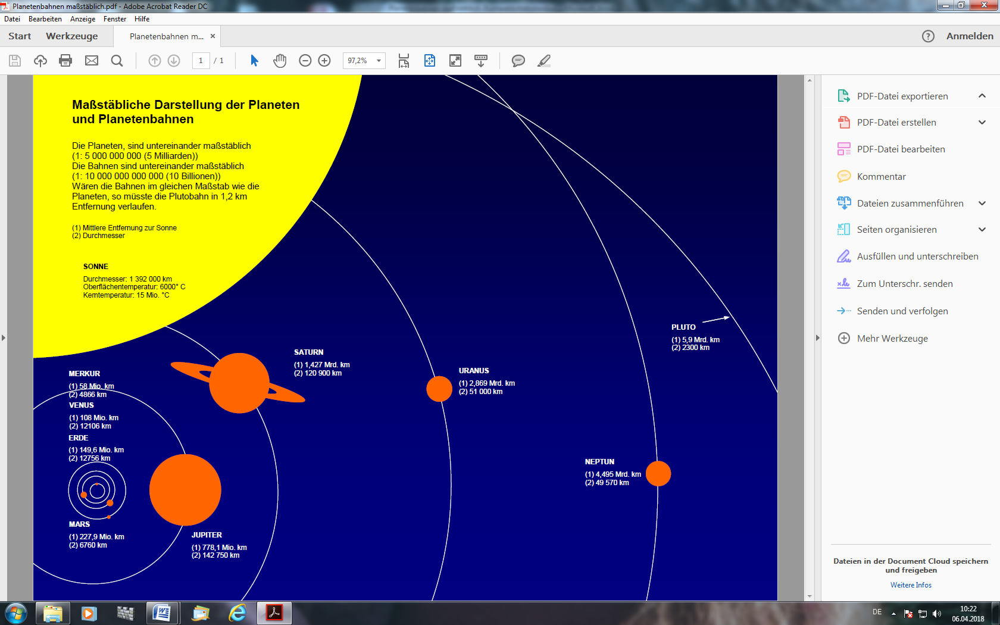 Planetenbahnen maßstäblich.pdf - Adobe Acrobat Reader DC
Datei Bearbeiten Anzeige Fenster Hilfe
Start Werkzeuge Planetenbahnen m... × ? Anmelden
1 / 1 97,2%
Maßstäbliche Darstellung der Planeten
und Planetenbahnen
Die Planeten, sind untereinander maßstäblich
(1: 5 000 000 000 (5 Milliarden))
Die Bahnen sind untereinander maßstäblich
(1: 10 000 000 000 000 (10 Billionen))
Wären die Bahnen im gleichen Maßstab wie die
Planeten, so müsste die Plutobahn in 1,2 km
Entfernung verlaufen.
(1) Mittlere Entfernung zur Sonne
(2) Durchmesser
SONNE
Durchmesser: 1 392 000 km
Oberflächentemperatur: 6000° C
Kerntemperatur: 15 Mio. °C
MERKUR
(1) 58 Mio. km
(2) 4866 km
VENUS
(1) 108 Mio. km
(2) 12106 km
ERDE
(1) 149,6 Mio. km
(2) 12756 km
MARS
(1) 227,9 Mio. km
(2) 6760 km
JUPITER
(1) 778,1 Mio. km
(2) 142 750 km
SATURN
(1) 1,427 Mrd. km
(2) 120 900 km
URANUS
(1) 2,869 Mrd. km
(2) 51 000 km
NEPTUN
(1) 4,495 Mrd. km
(2) 49 570 km
PLUTO
(1) 5,9 Mrd. km
(2) 2300 km
PDF-Datei exportieren
PDF-Datei erstellen
PDF-Datei bearbeiten
Kommentar
Dateien zusammenführen
Seiten organisieren
Ausfüllen und unterschreiben
Zum Unterschr. senden
Senden und verfolgen
Mehr Werkzeuge
Dateien in der Document Cloud speichern
und freigeben
Weitere Infos
DE
10:22
06.04.2018